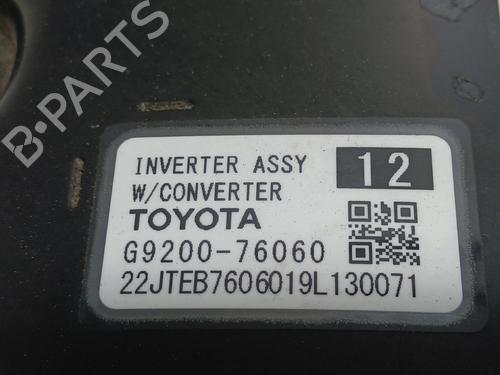 B-PARTS
INVERTER ASSY 12
W/CONVERTER
TOYOTA
G9200-76060
22JTEB7606019L130071